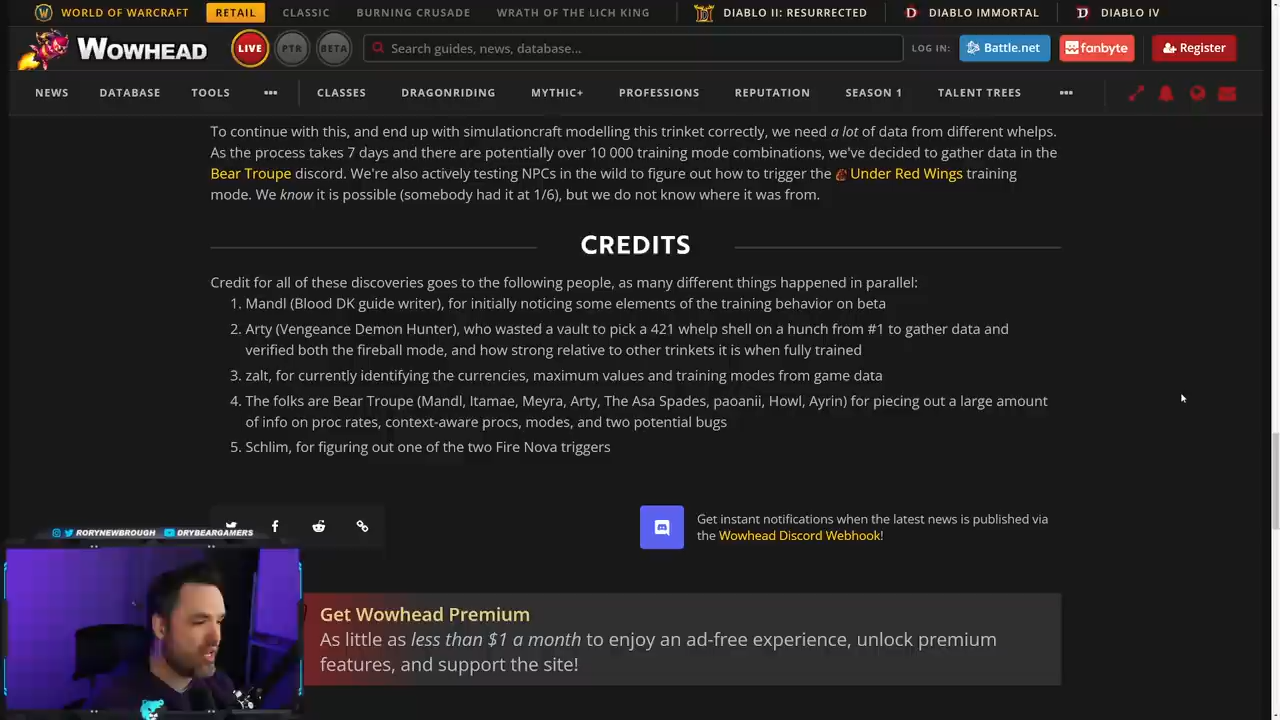 WORLD OF WARCRAFT RETAIL CLASSIC BURNING CRUSADE WRATH OF THE LICH KING DIABLO II: RESURRECTED DIABLO IMMORTAL DIABLO IV
WOWHEAD LIVE PTR BETA Search guides, news, database... LOG IN: Battle.net fanbyte Register
NEWS DATABASE TOOLS ••• CLASSES DRAGONRIDING MYTHIC+ PROFESSIONS REPUTATION SEASON 1 TALENT TREES •••
To continue with this, and end up with simulationcraft modelling this trinket correctly, we need a lot of data from different whelps.
As the process takes 7 days and there are potentially over 10 000 training mode combinations, we've decided to gather data in the
Bear Troupe discord. We're also actively testing NPCs in the wild to figure out how to trigger the Under Red Wings training
mode. We know it is possible (somebody had it at 1/6), but we do not know where it was from.
CREDITS
Credit for all of these discoveries goes to the following people, as many different things happened in parallel:
1. Mandl (Blood DK guide writer), for initially noticing some elements of the training behavior on beta
2. Arty (Vengeance Demon Hunter), who wasted a vault to pick a 421 whelp shell on a hunch from #1 to gather data and
verified both the fireball mode, and how strong relative to other trinkets it is when fully trained
3. zalt, for currently identifying the currencies, maximum values and training modes from game data
4. The folks are Bear Troupe (Mandl, Itamae, Meyra, Arty, The Asa Spades, paoanii, Howl, Ayrin) for piecing out a large amount
of info on proc rates, context-aware procs, modes, and two potential bugs
5. Schlim, for figuring out one of the two Fire Nova triggers
Get instant notifications when the latest news is published via
the Wowhead Discord Webhook!
RORYNEWBROUGH DRYBEARGAMERS
Get Wowhead Premium
As little as less than $1 a month to enjoy an ad-free experience, unlock premium
features, and support the site!